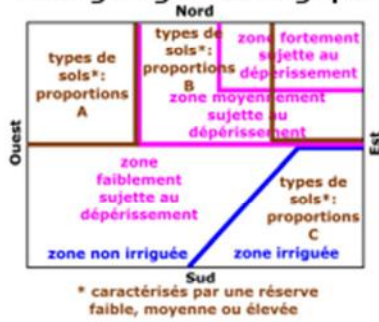 Nord
types de
sols*:
proportions
A
types de
sols*:
proportions
B
zone fortement
sujette au
dépérissement
zone moyennement
sujette au
dépérissement
Ouest
Est
zone
faiblement
sujette au
dépérissement
types de
sols*:
proportions
C
zone non irriguée
zone irriguée
Sud
* caractérisés par une réserve
faible, moyenne ou élevée